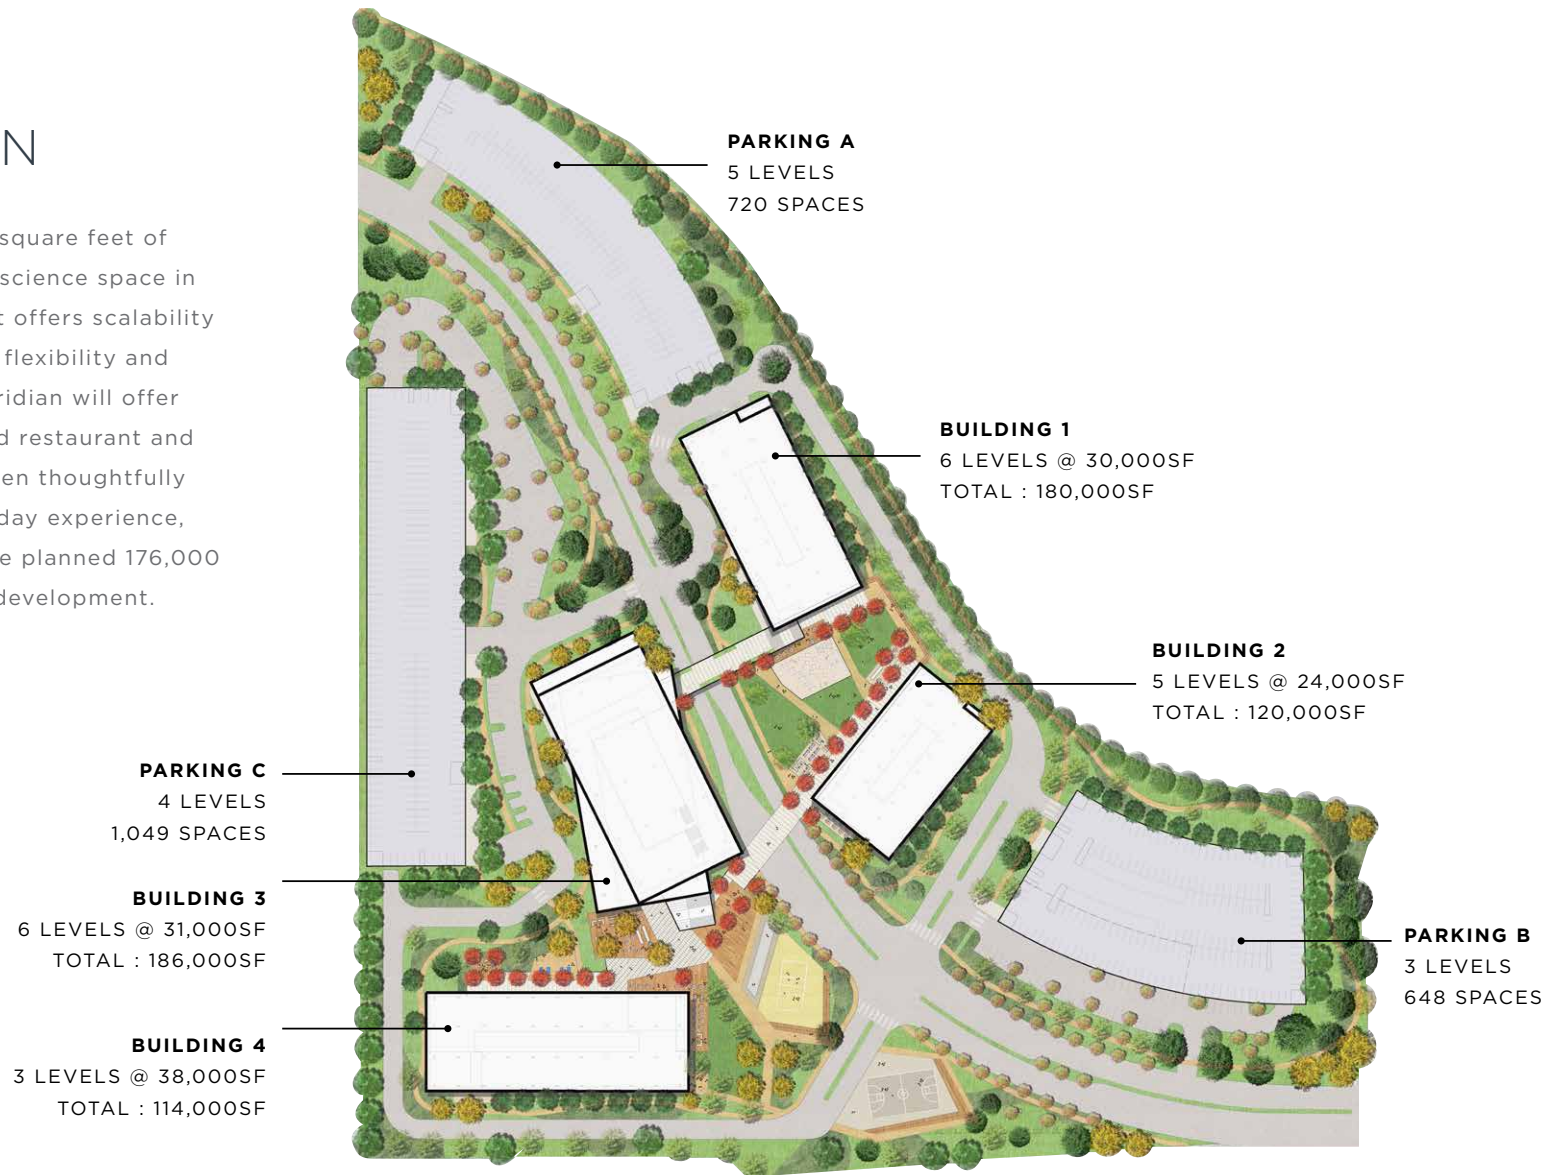 N
square feet of
science space in
t offers scalability
flexibility and
ridian will offer
d restaurant and
en thoughtfully
day experience,
e planned 176,000
development.
PARKING A
5 LEVELS
720 SPACES
BUILDING 1
6 LEVELS @ 30,000SF
TOTAL : 180,000SF
BUILDING 2
5 LEVELS @ 24,000SF
TOTAL : 120,000SF
PARKING C
4 LEVELS
1,049 SPACES
BUILDING 3
6 LEVELS @ 31,000SF
TOTAL : 186,000SF
PARKING B
3 LEVELS
648 SPACES
BUILDING 4
3 LEVELS @ 38,000SF
TOTAL : 114,000SF